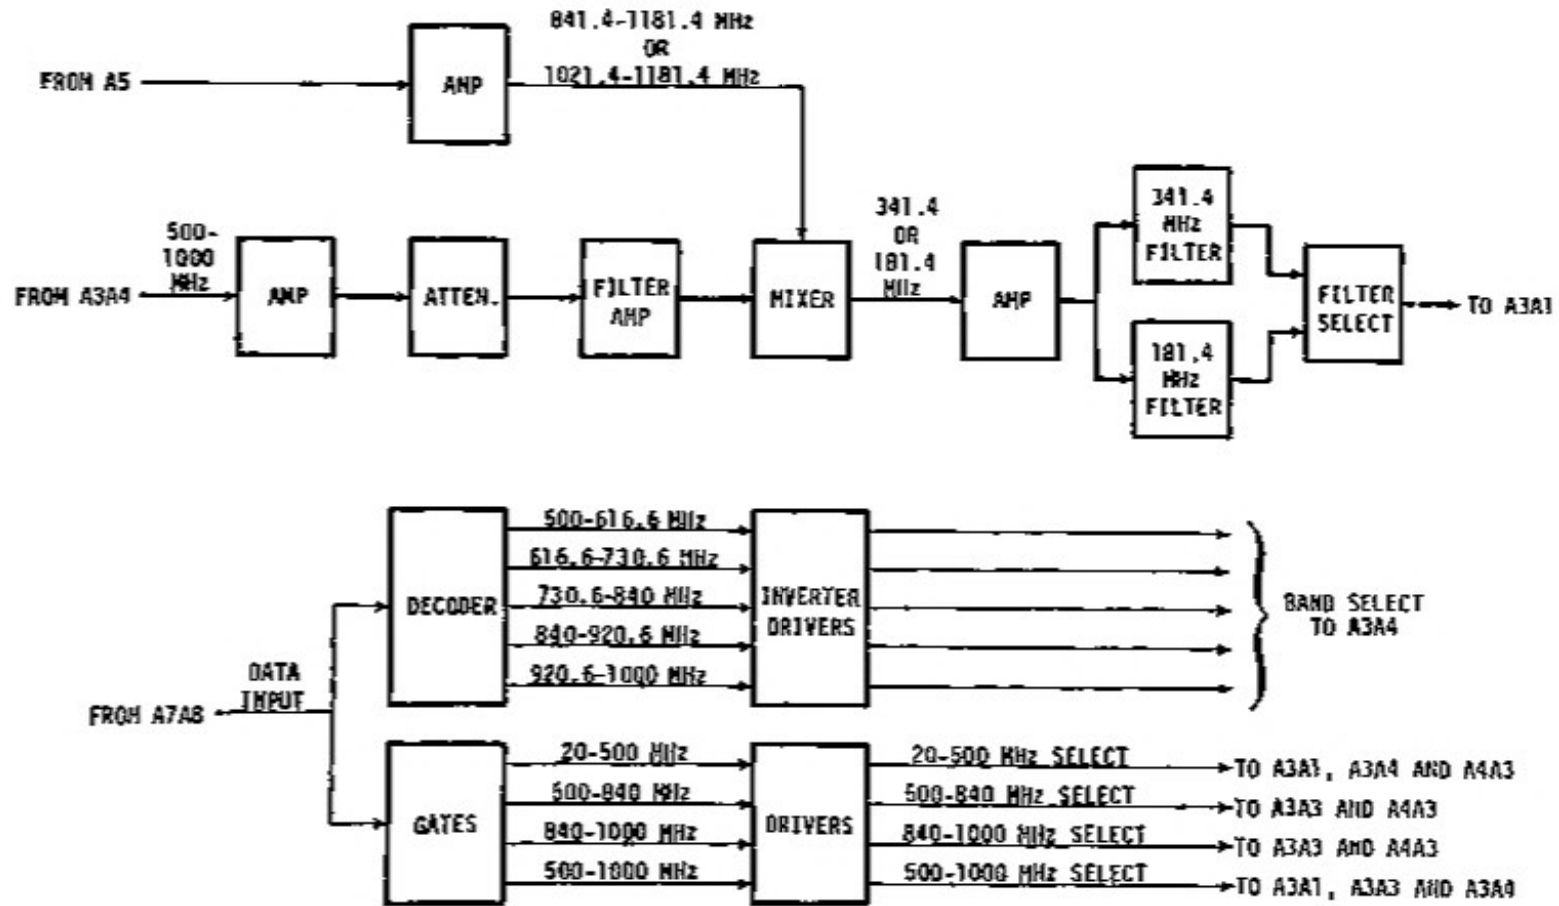 841.4-1181.4 MHz
OR
1021.4-1181.4 MHz
FROM A5
AMP
500-
1000
MHz
FROM A3A4
AMP
ATTEN.
FILTER
AMP
MIXER
341.4
OR
181.4
MHz
AMP
341.4
MHz
FILTER
181.4
MHz
FILTER
FILTER
SELECT
TO A3A1
DATA
INPUT
FROM A7A8
DECODER
500-616.6 MHz
616.6-730.6 MHz
730.6-840 MHz
840-920.6 MHz
920.6-1000 MHz
INVERTER
DRIVERS
BAND SELECT
TO A3A4
GATES
20-500 MHz
500-840 MHz
840-1000 MHz
500-1000 MHz
DRIVERS
20-500 MHz SELECT
TO A3A1, A3A4 AND A4A3
500-840 MHz SELECT
TO A3A3 AND A4A3
840-1000 MHz SELECT
TO A3A3 AND A4A3
500-1000 MHz SELECT
TO A3A1, A3A3 AND A3A4